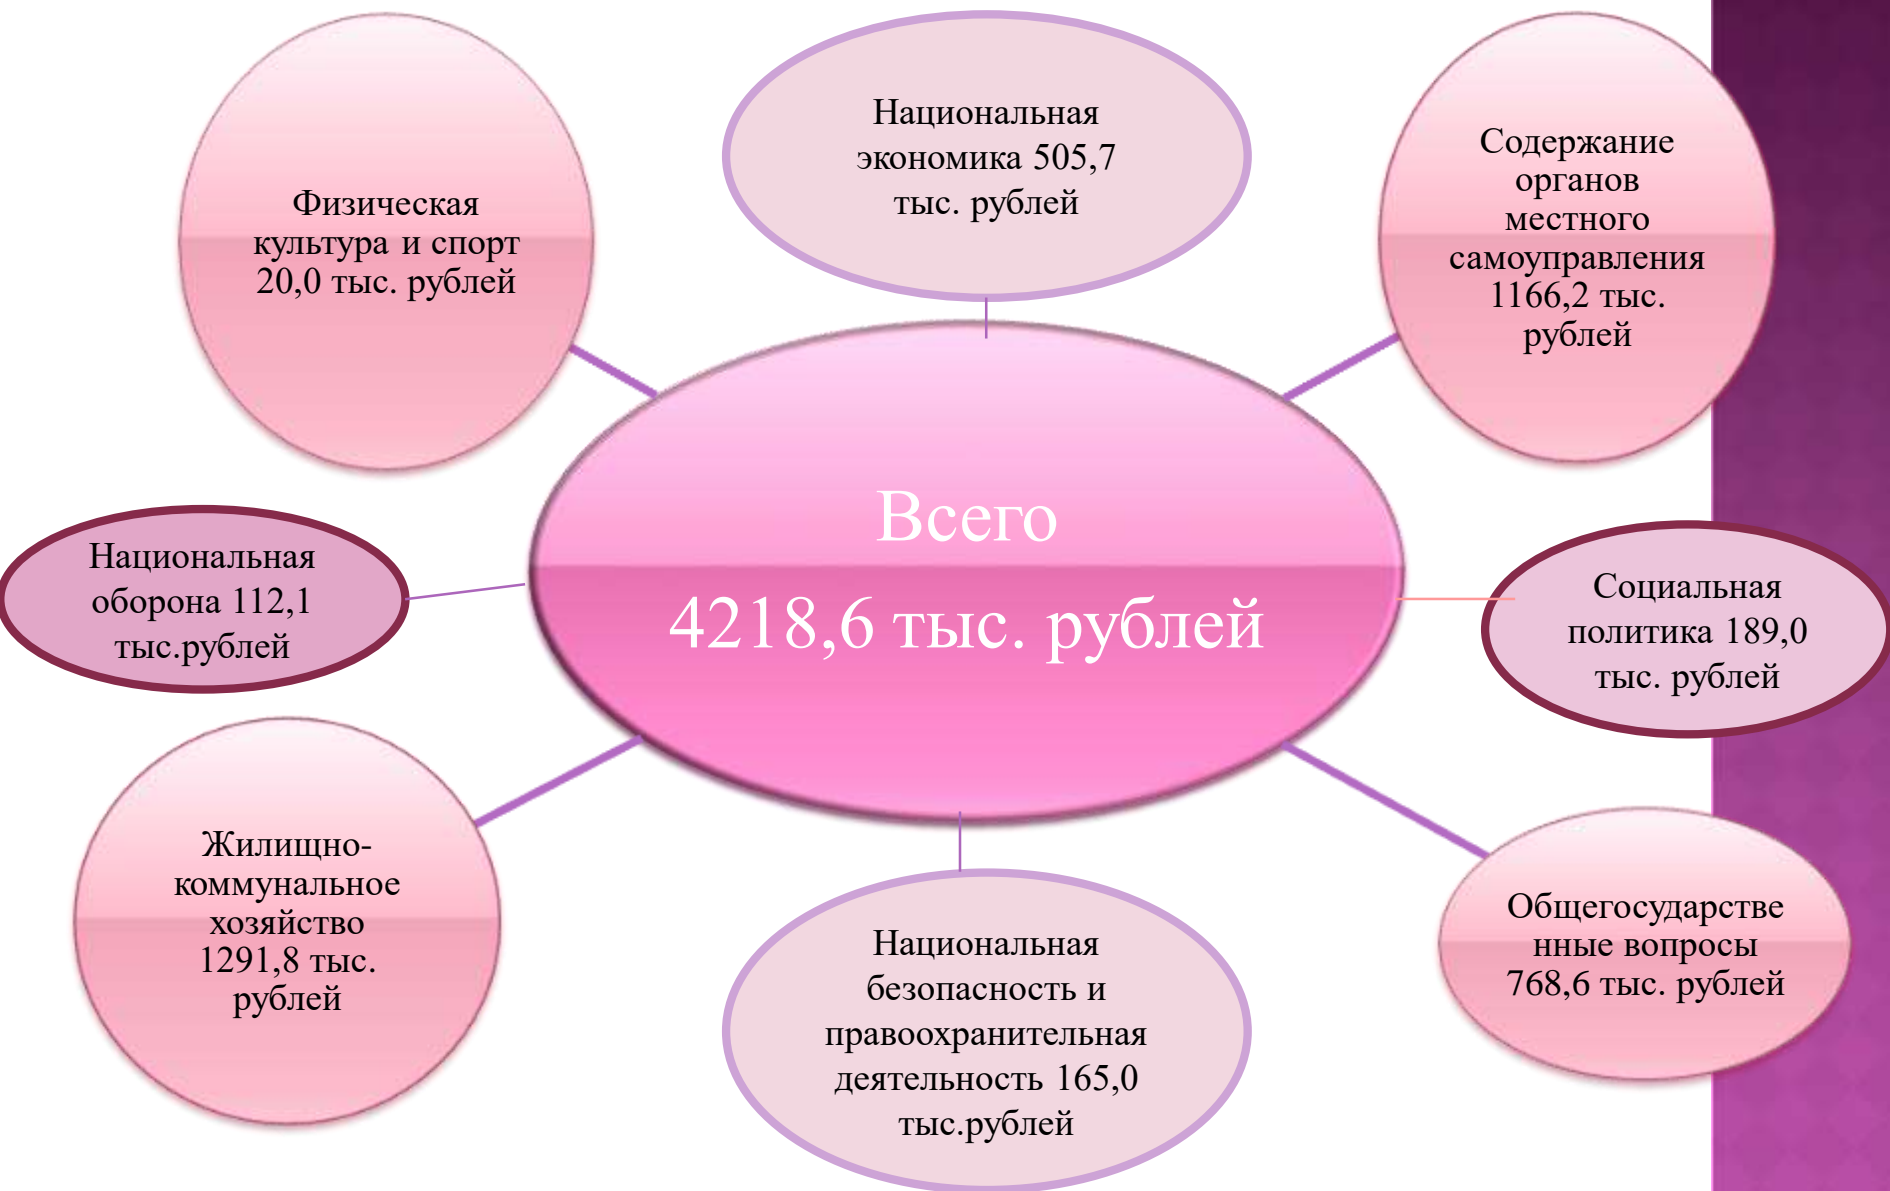 Физическая
культура и спорт
20,0 тыс. рублей
Национальная
экономика 505,7
тыс. рублей
Содержание
органов
местного
самоуправления
1166,2 тыс.
рублей
Национальная
оборона 112,1
тыс.рублей
Всего
4218,6 тыс. рублей
Социальная
политика 189,0
тыс. рублей
Жилищно-
коммунальное
хозяйство
1291,8 тыс.
рублей
Национальная
безопасность и
правоохранительная
деятельность 165,0
тыс.рублей
Общегосударстве
нные вопросы
768,6 тыс. рублей